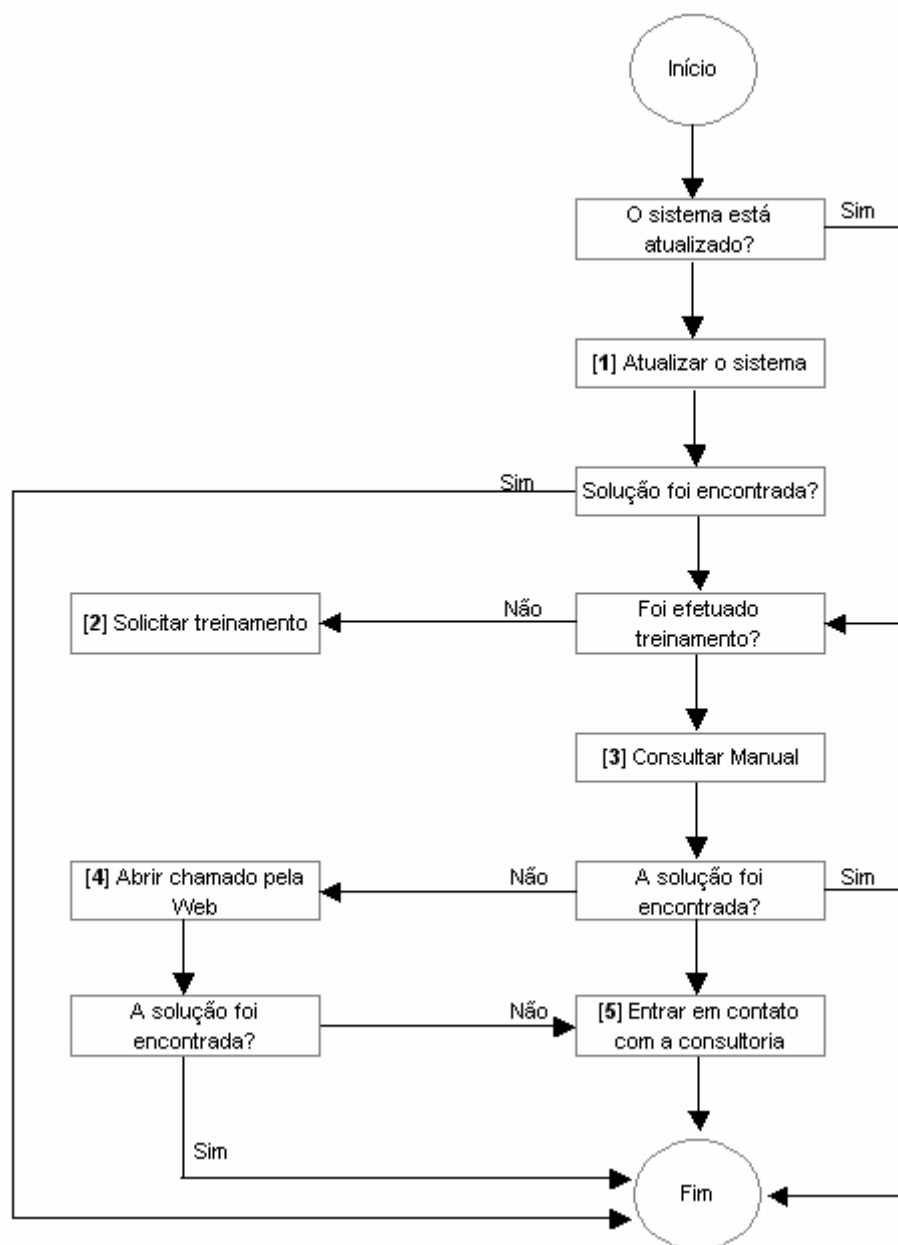 Início
O sistema está
atualizado?
Sim
[1] Atualizar o sistema
Sim
Solução foi encontrada?
[2] Solicitar treinamento
Não
Foi efetuado
treinamento?
[3] Consultar Manual
[4] Abrir chamado pela
Web
Não
A solução foi
encontrada?
Sim
A solução foi
encontrada?
Não
[5] Entrar em contato
com a consultoria
Sim
Fim